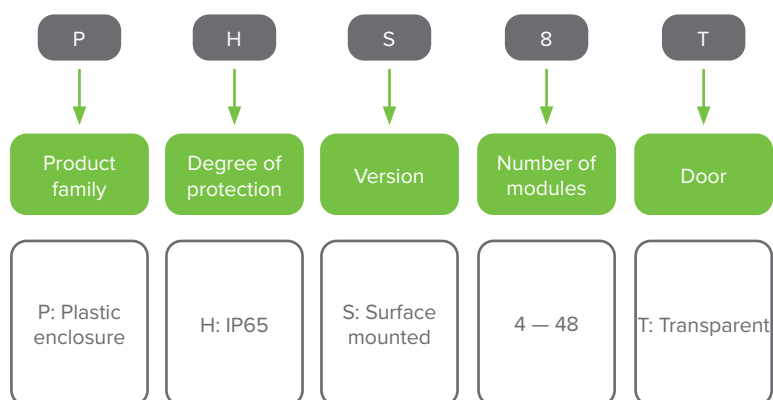 P
H
S
8
T
Product
family
Degree of
protection
Version
Number of
modules
Door
P: Plastic
enclosure
H: IP65
S: Surface
mounted
4 — 48
T: Transparent